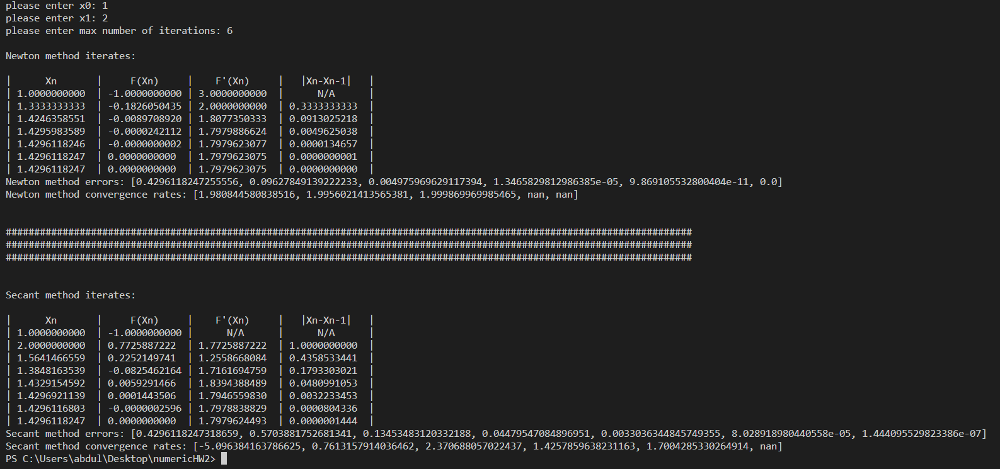 please enter x0: 1
please enter x1: 2
please enter max number of iterations: 6
Newton method iterates:
| Xn | F(Xn) | F'(Xn) | |Xn-Xn-1| |
| 1.0000000000 | -1.0000000000 | 3.0000000000 | N/A |
| 1.3333333333 | -0.1826050435 | 2.0000000000 | 0.3333333333 |
| 1.4246358551 | -0.0089708920 | 1.8077350333 | 0.0913025218 |
| 1.4295983589 | -0.0000242112 | 1.7979886624 | 0.0049625038 |
| 1.4296118246 | -0.0000000002 | 1.7979623077 | 0.0000134657 |
| 1.4296118247 | 0.0000000000 | 1.7979623075 | 0.0000000001 |
| 1.4296118247 | 0.0000000000 | 1.7979623075 | 0.0000000000 |
Newton method errors: [0.4296118247255556, 0.09627849139222233, 0.004975969629117394, 1.3465829812986385e-05, 9.869105532800404e-11, 0.0]
Newton method convergence rates: [1.980844580838516, 1.9956021413565381, 1.999869969985465, nan, nan]
#########################################################################################################################
#########################################################################################################################
#########################################################################################################################
Secant method iterates:
| Xn | F(Xn) | F'(Xn) | |Xn-Xn-1| |
| 1.0000000000 | -1.0000000000 | N/A | N/A |
| 2.0000000000 | 0.7725887222 | 1.7725887222 | 1.0000000000 |
| 1.5641466559 | 0.2252149741 | 1.2558668084 | 0.4358533441 |
| 1.3848163539 | -0.0825462164 | 1.7161694759 | 0.1793303021 |
| 1.4329154592 | 0.0059291466 | 1.8394388489 | 0.0480991053 |
| 1.4296921139 | 0.0001443506 | 1.7946559830 | 0.0032233453 |
| 1.4296116803 | -0.0000002596 | 1.7978838829 | 0.0000804336 |
| 1.4296118247 | 0.0000000000 | 1.7979624493 | 0.0000001444 |
Secant method errors: [0.4296118247318659, 0.5703881752681341, 0.13453483120332188, 0.04479547084896951, 0.0033036344845749355, 8.028918980440558e-05, 1.444095529823386e-07]
Secant method convergence rates: [-5.096384163786625, 0.7613157914036462, 2.370688057022437, 1.4257859638231163, 1.7004285330264914, nan]
PS C:\Users\abdul\Desktop\numericHW2>